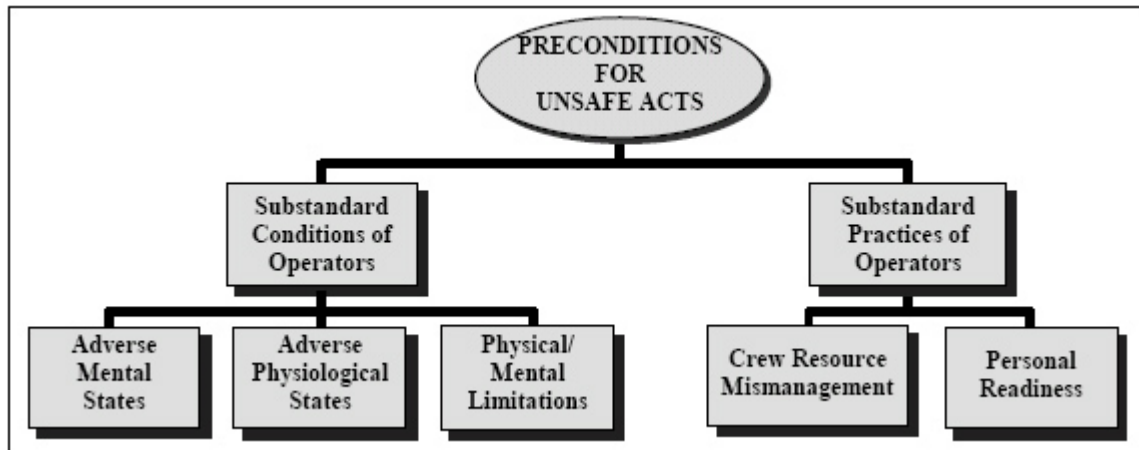 PRECONDITIONS
FOR
UNSAFE ACTS
Substandard
Conditions of
Operators
Substandard
Practices of
Operators
Adverse
Mental
States
Adverse
Physiological
States
Physical/
Mental
Limitations
Crew Resource
Mismanagement
Personal
Readiness